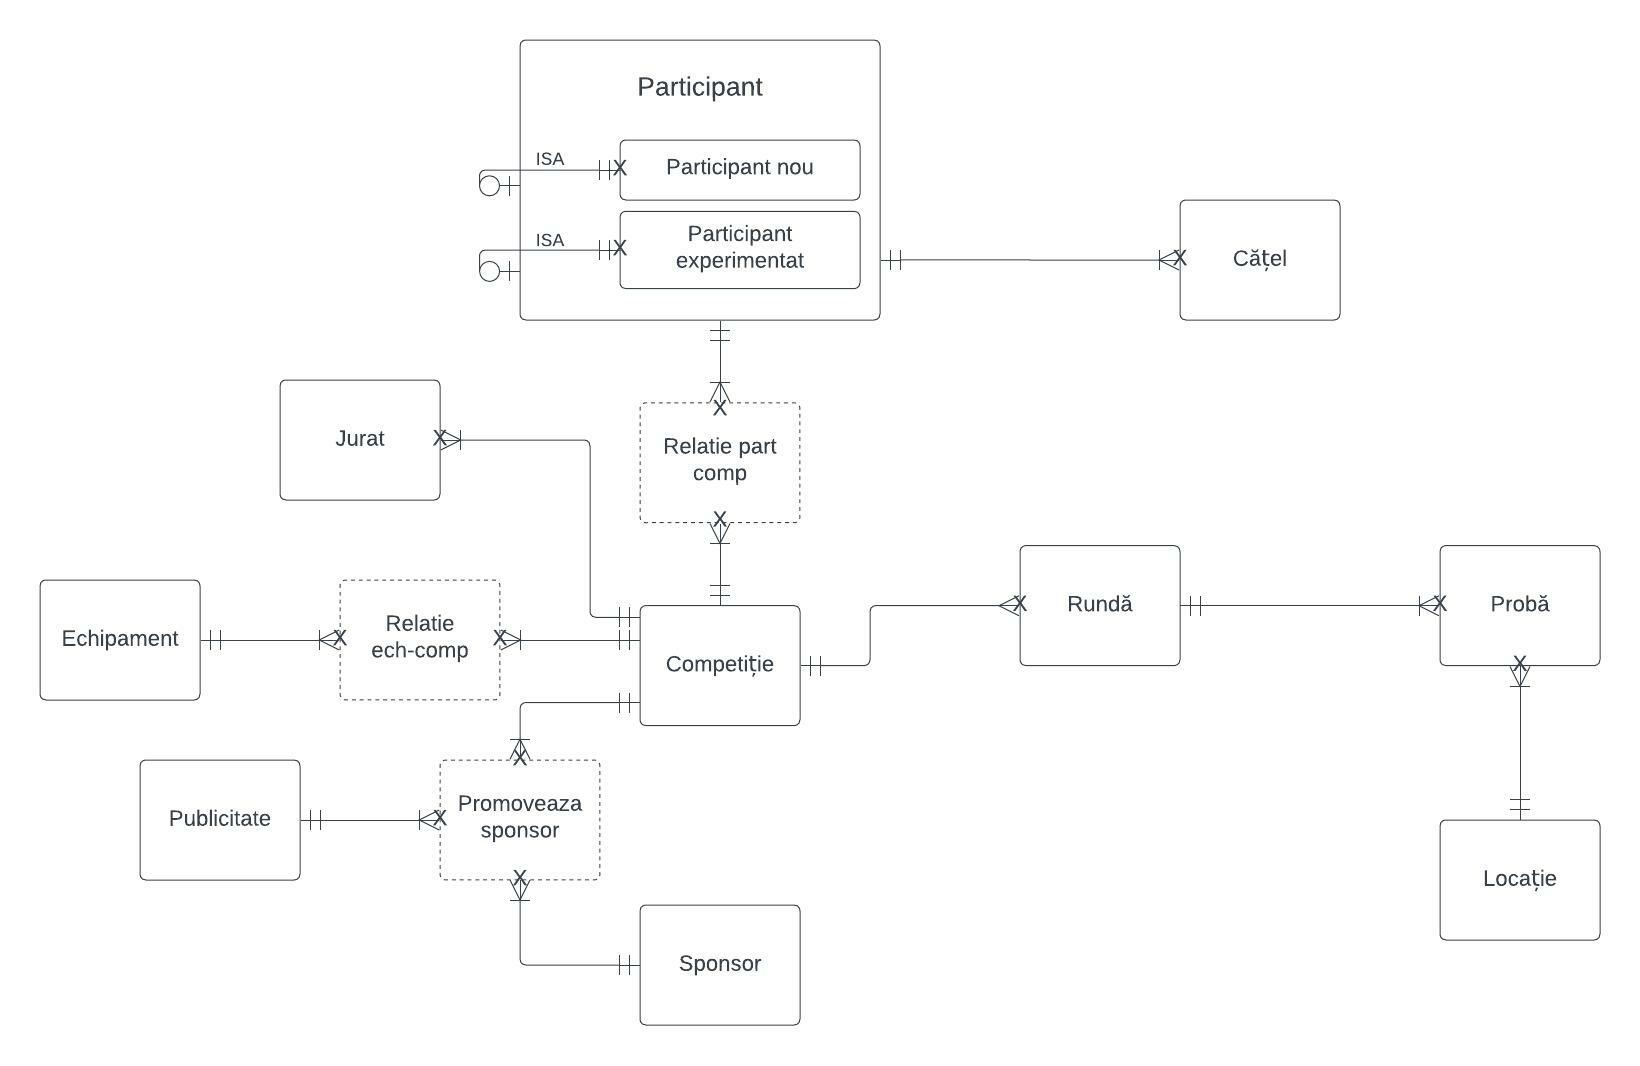 Participant
ISA
Participant nou
ISA
Participant
experimentat
Cățel
Jurat
Relatie part
comp
Echipament
Relatie
ech-comp
Competiție
Rundă
Probă
Publicitate
Promoveaza
sponsor
Locație
Sponsor